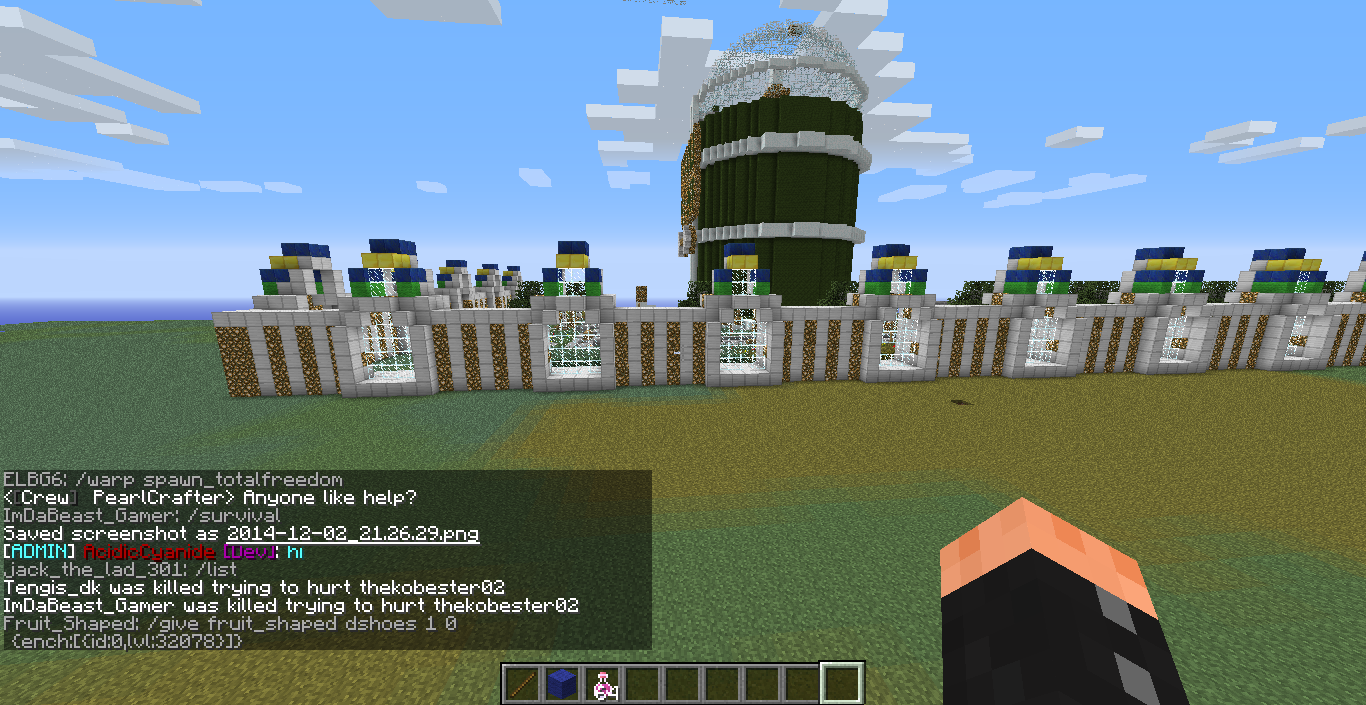 ELBG6: /warp spawn_totalfreedom
<[Crew] PearlCrafter> Anyone like help?
ImDaBeast_Gamer: /survival
Saved screenshot as 2014-12-02_21.26.29.png
[ADMIN] AcidicCyanide [Dev]: hi
jack_the_lad_301: /list
Tengis_dk was killed trying to hurt thekobester02
ImDaBeast_Gamer was killed trying to hurt thekobester02
Fruit_Shaped: /give fruit_shaped dshoes 1 0
{ench:[{id:0,lvl:32078}]}